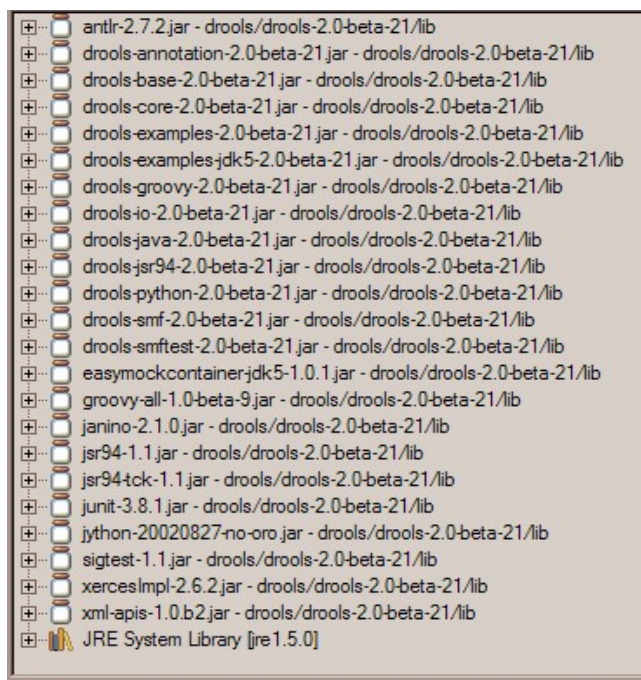 antlr-2.7.2.jar - drools/drools-2.0-beta-21/lib
drools-annotation-2.0-beta-21.jar - drools/drools-2.0-beta-21/lib
drools-base-2.0-beta-21.jar - drools/drools-2.0-beta-21/lib
drools-core-2.0-beta-21.jar - drools/drools-2.0-beta-21/lib
drools-examples-2.0-beta-21.jar - drools/drools-2.0-beta-21/lib
drools-examples-jdk5-2.0-beta-21.jar - drools/drools-2.0-beta-21/lib
drools-groovy-2.0-beta-21.jar - drools/drools-2.0-beta-21/lib
drools-io-2.0-beta-21.jar - drools/drools-2.0-beta-21/lib
drools-java-2.0-beta-21.jar - drools/drools-2.0-beta-21/lib
drools-jsr94-2.0-beta-21.jar - drools/drools-2.0-beta-21/lib
drools-python-2.0-beta-21.jar - drools/drools-2.0-beta-21/lib
drools-smf-2.0-beta-21.jar - drools/drools-2.0-beta-21/lib
drools-smftest-2.0-beta-21.jar - drools/drools-2.0-beta-21/lib
easymockcontainer-jdk5-1.0.1.jar - drools/drools-2.0-beta-21/lib
groovy-all-1.0-beta-9.jar - drools/drools-2.0-beta-21/lib
janino-2.1.0.jar - drools/drools-2.0-beta-21/lib
jsr94-1.1.jar - drools/drools-2.0-beta-21/lib
jsr94-tck-1.1.jar - drools/drools-2.0-beta-21/lib
junit-3.8.1.jar - drools/drools-2.0-beta-21/lib
jython-20020827-no-oro.jar - drools/drools-2.0-beta-21/lib
sigtest-1.1.jar - drools/drools-2.0-beta-21/lib
xercesImpl-2.6.2.jar - drools/drools-2.0-beta-21/lib
xml-apis-1.0.b2.jar - drools/drools-2.0-beta-21/lib
JRE System Library [jre1.5.0]